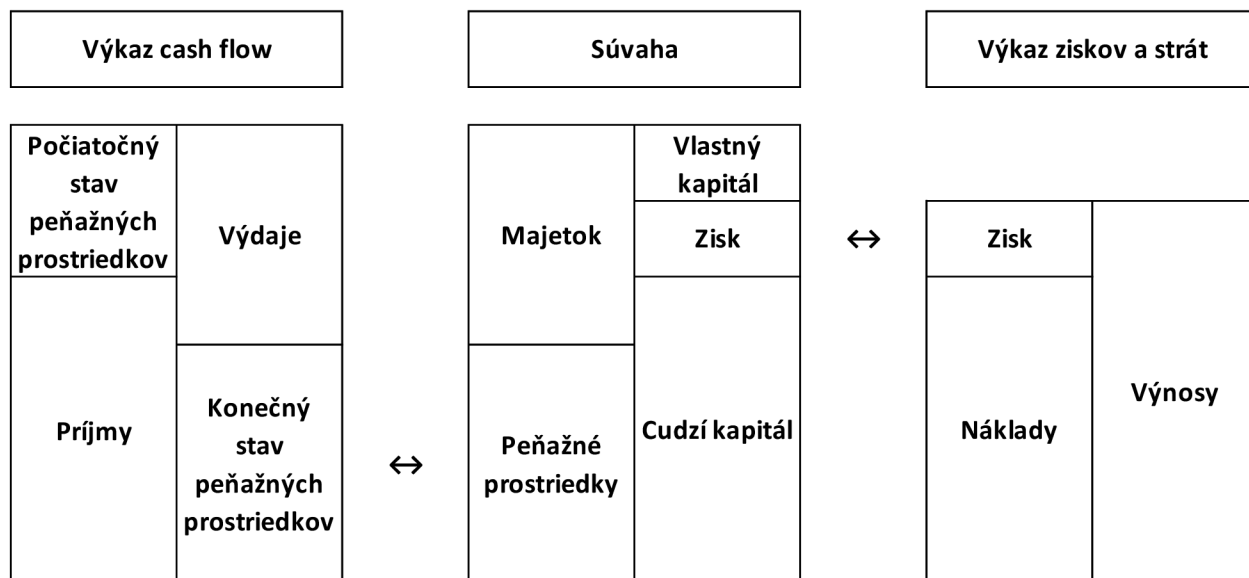 Výkaz cash flow
Súvaha
Výkaz ziskov a strát
Počiatočný
stav
peňažných
prostriedkov
Výdaje
Príjmy
Konečný
stav
peňažných
prostriedkov
↔
Majetok
Vlastný
kapitál
Zisk
Peňažné
prostriedky
Cudzí kapitál
↔
Zisk
Náklady
Výnosy